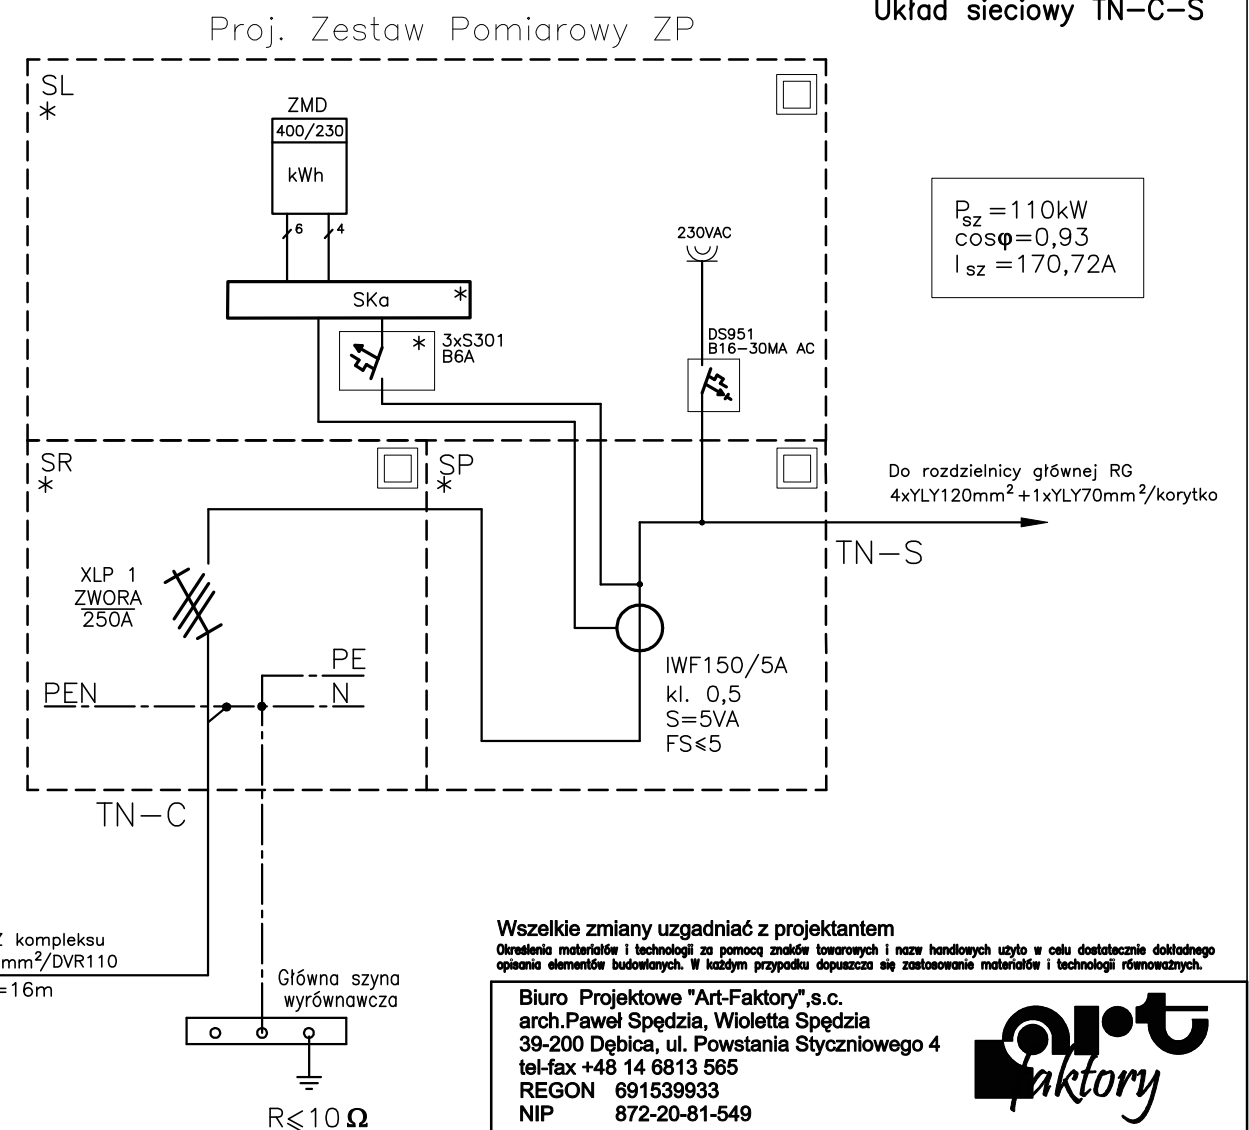 Układ sieciowy TN-C-S
Proj. Zestaw Pomiarowy ZP
SL
*
ZMD
400/230
kWh
6
4
SKa
*
*
3xS301
B6A
230VAC
DS951
B16-30MA AC
Psz=110kW
cosφ=0,93
Isz=170,72A
SR
*
SP
*
Do rozdzielnicy głównej RG
4xYLY120mm²+1xYLY70mm²/korytko
TN-S
XLP 1
ZWORA
250A
PE
PEN
N
IWF150/5A
kl. 0,5
S=5VA
FS≤5
TN-C
Z kompleksu
mm²/DVR110
=16m
Główna szyna
wyrównawcza
R≤10Ω
Wszelkie zmiany uzgadniać z projektantem
Określenia materiałów i technologii za pomocą znaków towarowych i nazw handlowych użyto w celu dostatecznie dokładnego
opisania elementów budowlanych. W każdym przypadku dopuszcza się zastosowanie materiałów i technologii równoważnych.
Biuro Projektowe "Art-Faktory",s.c.
arch.Paweł Spędzia, Wioletta Spędzia
39-200 Dębica, ul. Powstania Styczniowego 4
tel-fax +48 14 6813 565
REGON 691539933
NIP 872-20-81-549
art
faktory